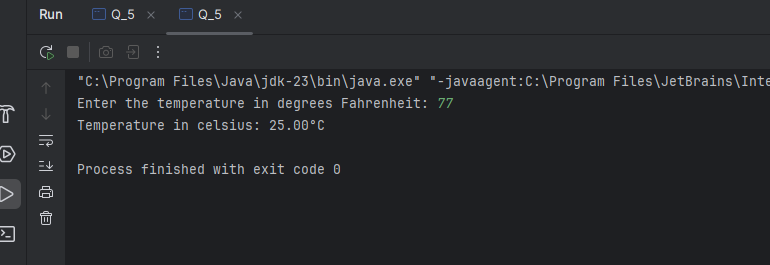 Run Q_5 Q_5
"C:\Program Files\Java\jdk-23\bin\java.exe" "-javaagent:C:\Program Files\JetBrains\Inte
Enter the temperature in degrees Fahrenheit: 77
Temperature in celsius: 25.00°C
Process finished with exit code 0